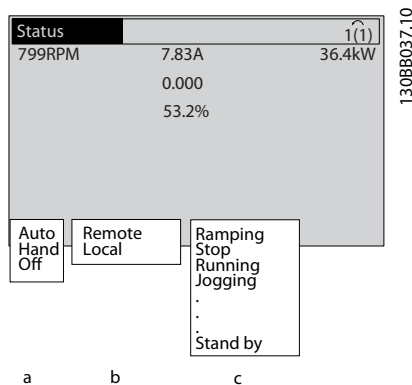 Status
1(1)
799RPM 7.83A 36.4kW
0.000
53.2%
Auto
Hand
Off
Remote
Local
Ramping
Stop
Running
Jogging
.
.
.
Stand by
a b c
130BB037.10